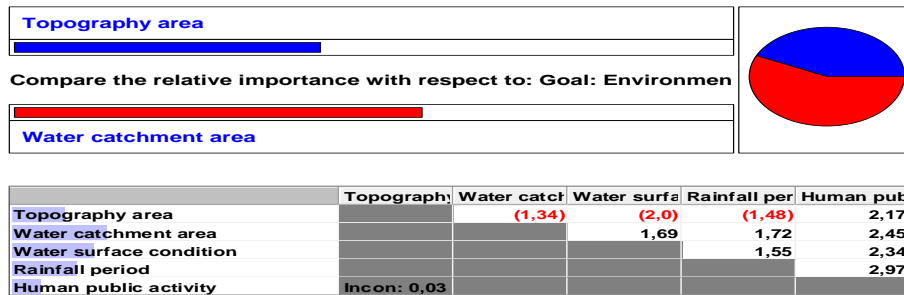 Topography area
Compare the relative importance with respect to: Goal: Environmen
Water catchment area
Topography Water catch Water surfa Rainfall per Human pub
Topography area (1,34) (2,0) (1,48) 2,17
Water catchment area 1,69 1,72 2,45
Water surface condition 1,55 2,34
Rainfall period 2,97
Human public activity Incon: 0,03